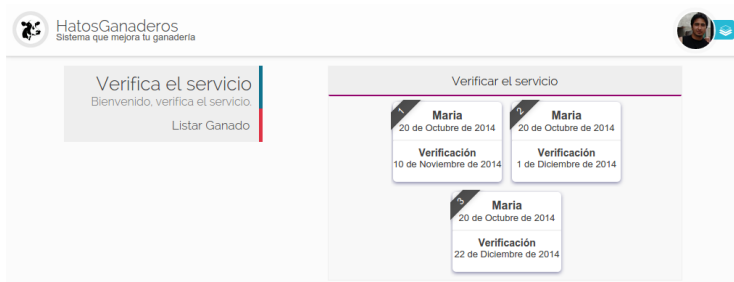 HatosGanaderos
Sistema que mejora tu ganadería
Verifica el servicio
Bienvenido, verifica el servicio.
Listar Ganado
Verificar el servicio
1
Maria
20 de Octubre de 2014
Verificación
10 de Noviembre de 2014
2
Maria
20 de Octubre de 2014
Verificación
1 de Diciembre de 2014
3
Maria
20 de Octubre de 2014
Verificación
22 de Diciembre de 2014